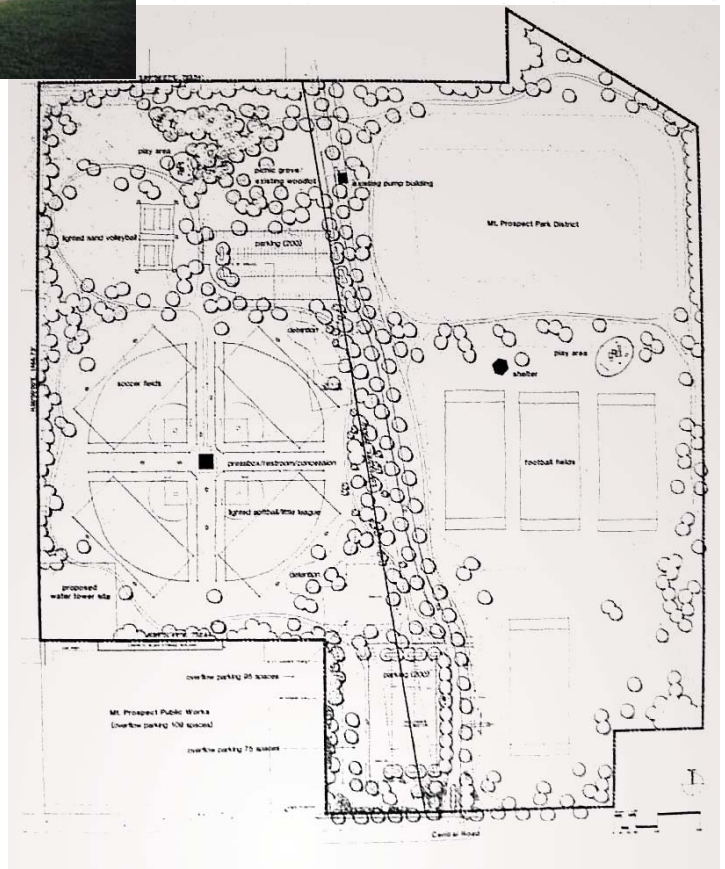 play area
picnic grove/
existing woodlot
existing pump building
Mt. Prospect Park District
lighted sand volleyball
parking (200)
detention
soccer fields
shelter
play area
pressbox/restroom/concession
football fields
lighted softball/little league
detention
proposed
water tower site
overflow parking 95 spaces
parking (200)
Mt. Prospect Public Works
(overflow parking 109 spaces)
overflow parking 75 spaces
Central Road